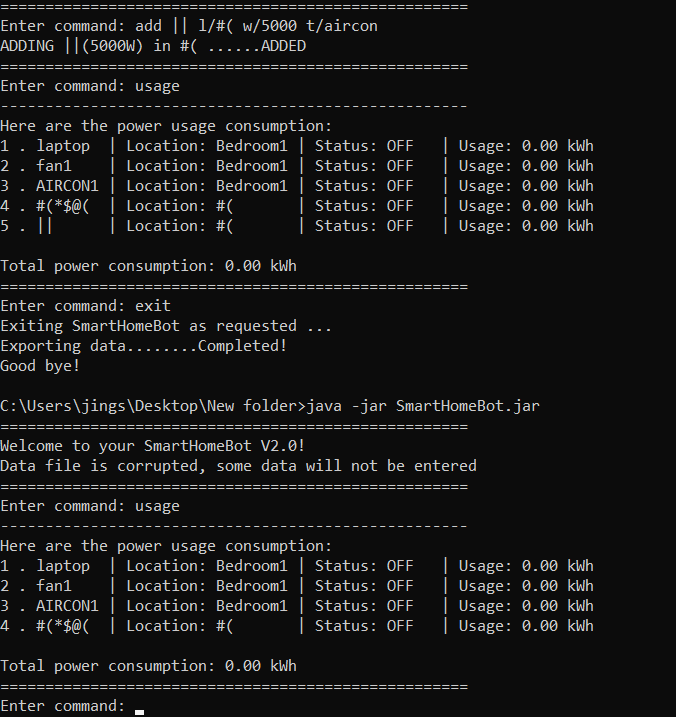 ==================================================
Enter command: add || l/#( w/5000 t/aircon
ADDING ||(5000W) in #( ......ADDED
==================================================
Enter command: usage
--------------------------------------------------
Here are the power usage consumption:
1 . laptop  | Location: Bedroom1 | Status: OFF   | Usage: 0.00 kWh
2 . fan1    | Location: Bedroom1 | Status: OFF   | Usage: 0.00 kWh
3 . AIRCON1 | Location: Bedroom1 | Status: OFF   | Usage: 0.00 kWh
4 . #(*$@(  | Location: #(       | Status: OFF   | Usage: 0.00 kWh
5 . ||      | Location: #(       | Status: OFF   | Usage: 0.00 kWh
Total power consumption: 0.00 kWh
==================================================
Enter command: exit
Exiting SmartHomeBot as requested ...
Exporting data........Completed!
Good bye!
C:\Users\jings\Desktop\New folder>java -jar SmartHomeBot.jar
==================================================
Welcome to your SmartHomeBot V2.0!
Data file is corrupted, some data will not be entered
==================================================
Enter command: usage
--------------------------------------------------
Here are the power usage consumption:
1 . laptop  | Location: Bedroom1 | Status: OFF   | Usage: 0.00 kWh
2 . fan1    | Location: Bedroom1 | Status: OFF   | Usage: 0.00 kWh
3 . AIRCON1 | Location: Bedroom1 | Status: OFF   | Usage: 0.00 kWh
4 . #(*$@(  | Location: #(       | Status: OFF   | Usage: 0.00 kWh
Total power consumption: 0.00 kWh
==================================================
Enter command: